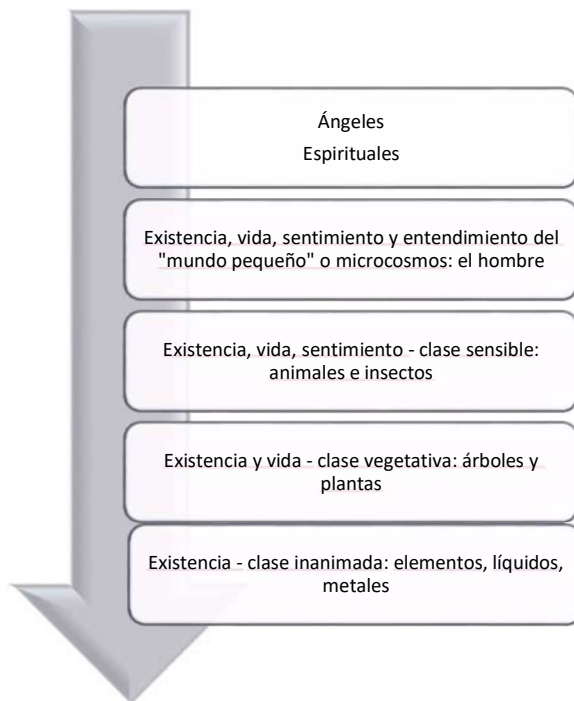 Ángeles
Espirituales
Existencia, vida, sentimiento y entendimiento del
"mundo pequeño" o microcosmos: el hombre
Existencia, vida, sentimiento - clase sensible:
animales e insectos
Existencia y vida - clase vegetativa: árboles y
plantas
Existencia - clase inanimada: elementos, líquidos,
metales